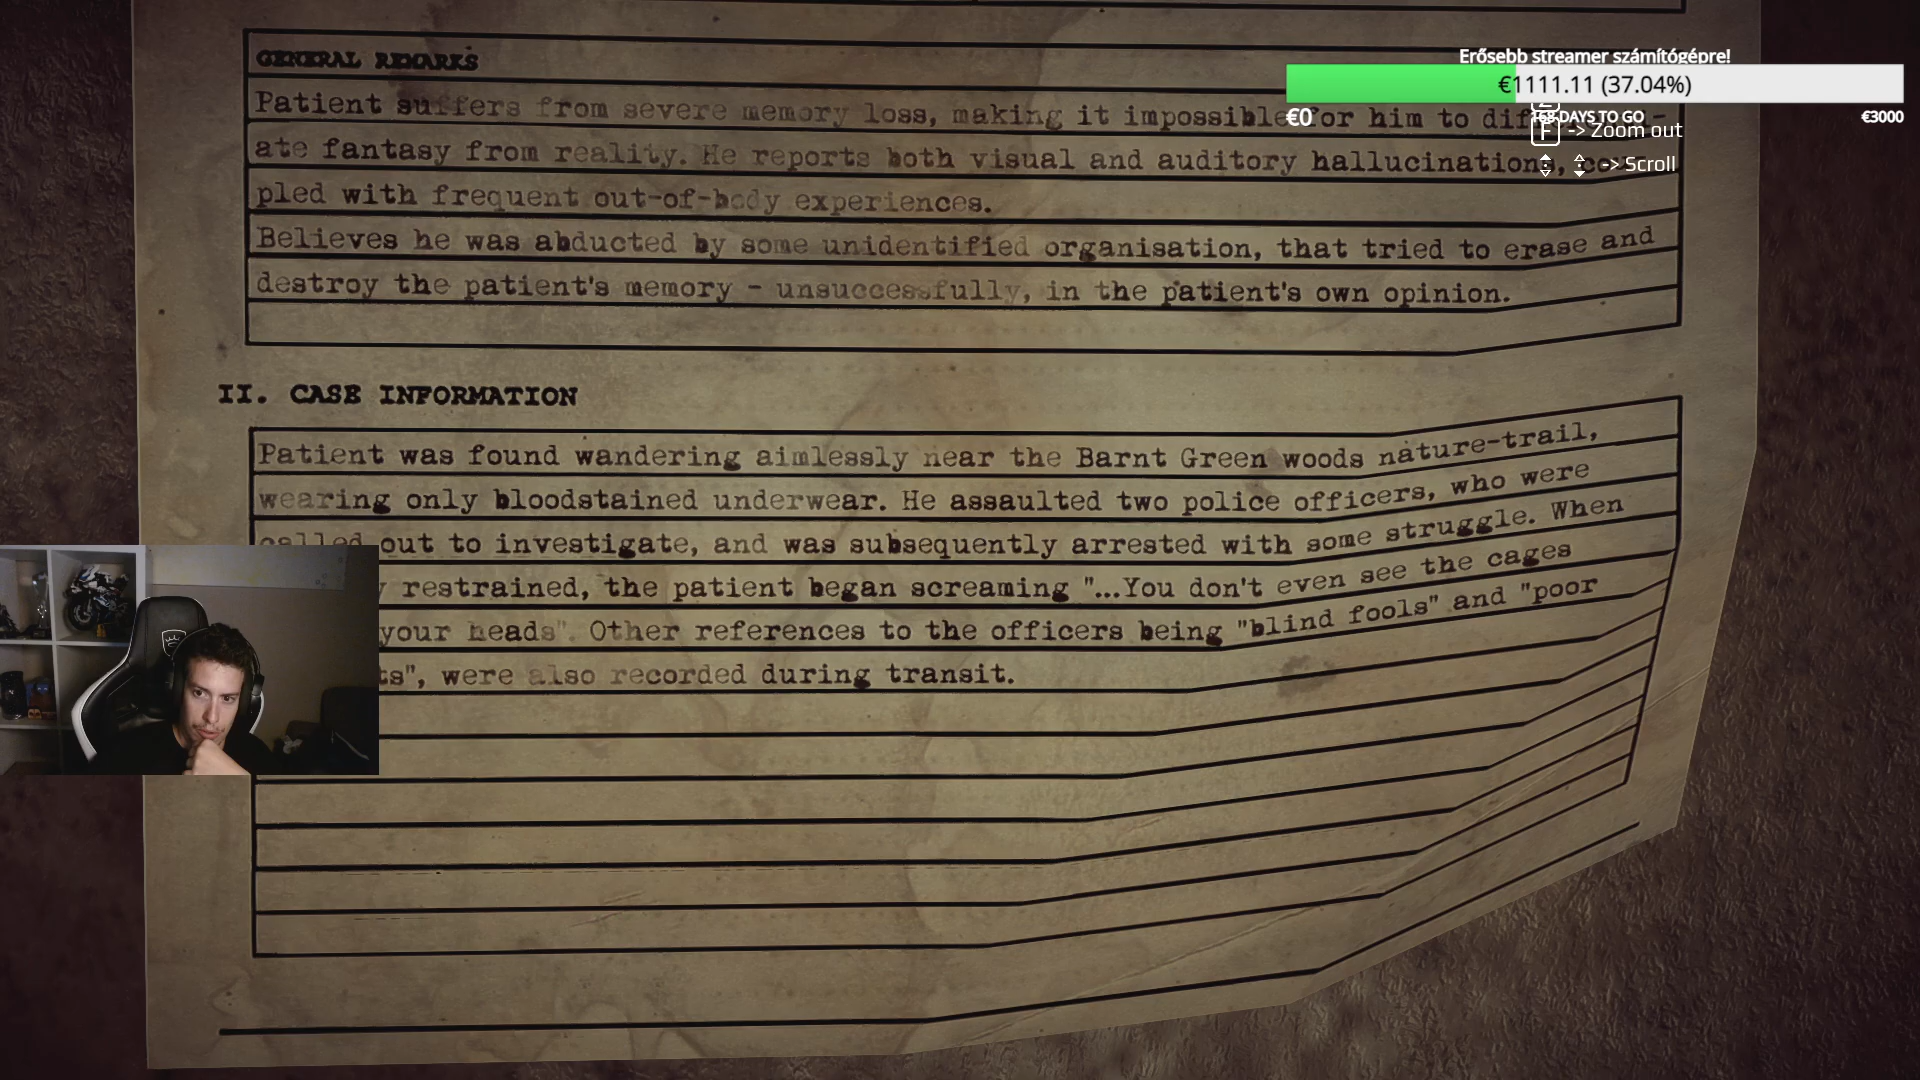 GENERAL REMARKS
Patient suffers from severe memory loss, making it impossible for him to
ate fantasy from reality. He reports both visual and auditory hallucinations,
pled with frequent out-of-body experiences.
Believes he was abducted by some unidentified organisation, that tried to erase and
destroy the patient's memory - unsuccessfully, in the patient's own opinion.
II. CASE INFORMATION
Patient was found wandering aimlessly near the Barnt Green woods nature-trail,
wearing only bloodstained underwear. He assaulted two police officers, who were
called out to investigate, and was subsequently arrested with some struggle. When
restrained, the patient began screaming "...You don't even see the cages
your heads". Other references to the officers being "blind fools" and "poor
", were also recorded during transit.
Erősebb streamer számítógépre!
€1111.11 (37.04%)
€0
DAYS TO GO
€3000
F -> Zoom out
-> Scroll